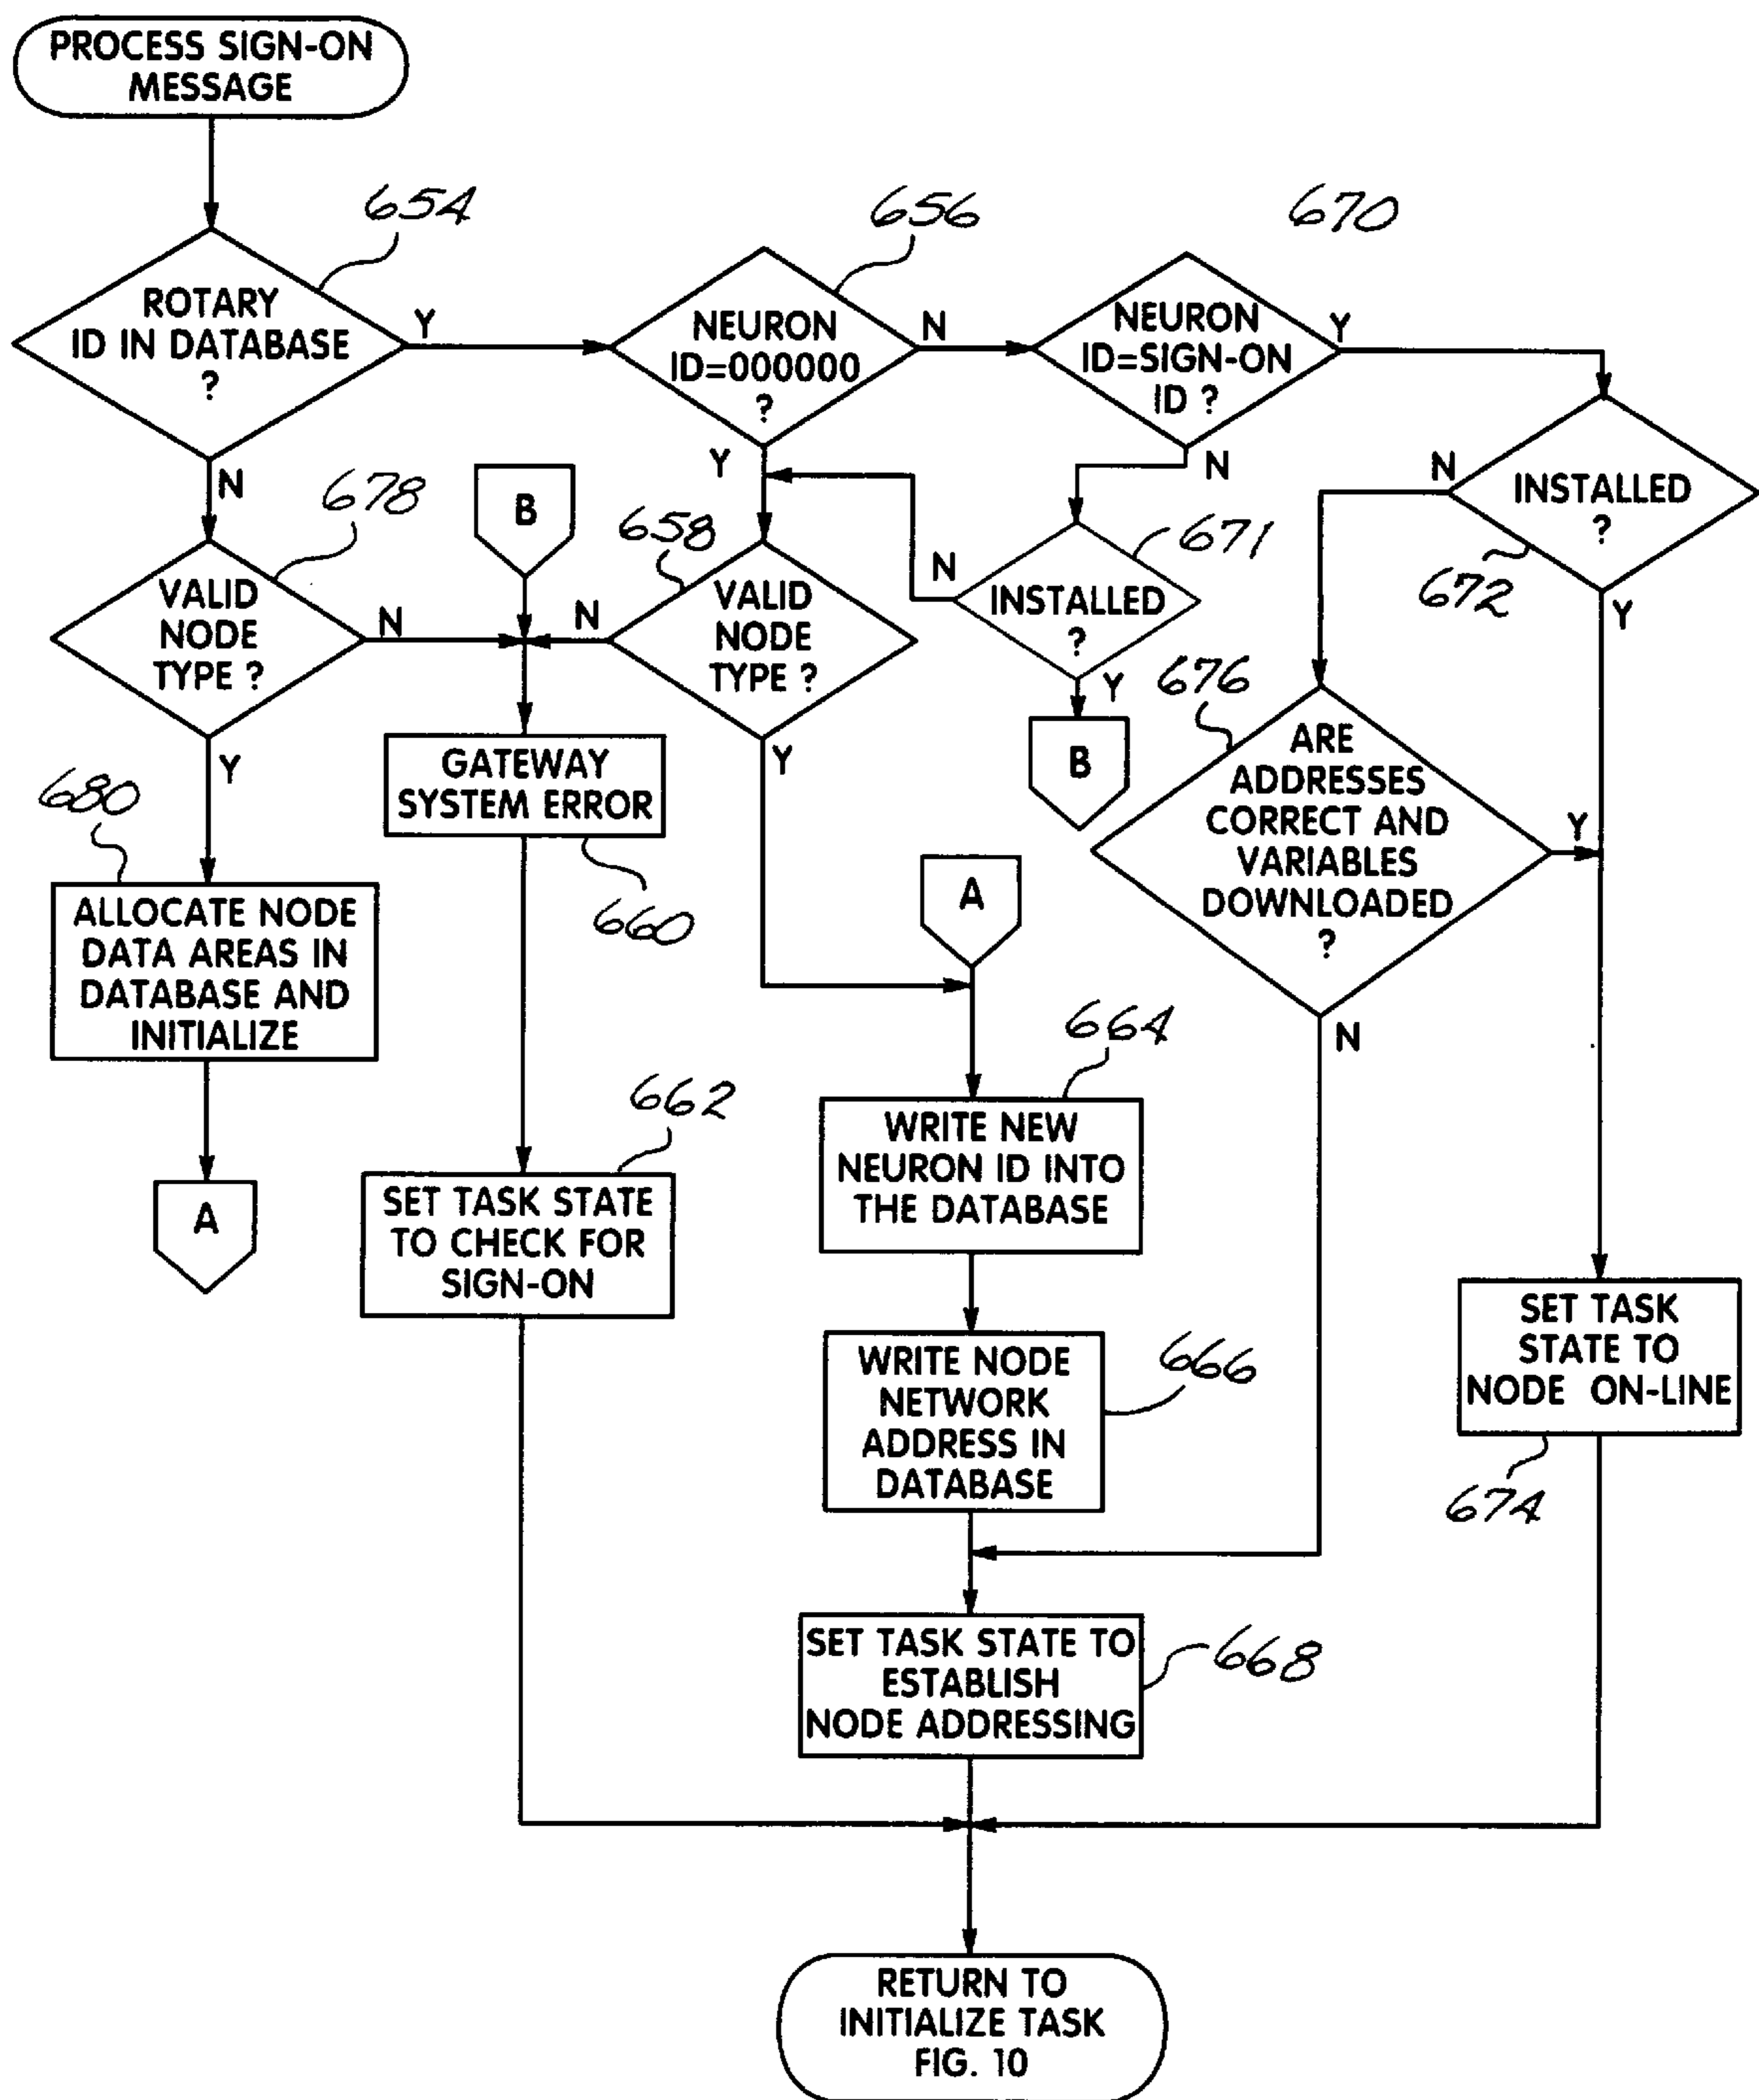 PROCESS SIGN-ON
MESSAGE
654
656
670
ROTARY
ID IN DATABASE
?
Y
NEURON
ID=000000
?
N
NEURON
ID=SIGN-ON
ID ?
Y
N
678
B
658
Y
N
671
N
INSTALLED
?
672
Y
VALID
NODE
TYPE ?
N
N
VALID
NODE
TYPE ?
N
INSTALLED
?
Y
676
B
Y
680
GATEWAY
SYSTEM ERROR
660
Y
A
ARE
ADDRESSES
CORRECT AND
VARIABLES
DOWNLOADED
?
Y
N
ALLOCATE NODE
DATA AREAS IN
DATABASE AND
INITIALIZE
A
662
SET TASK STATE
TO CHECK FOR
SIGN-ON
664
WRITE NEW
NEURON ID INTO
THE DATABASE
WRITE NODE
NETWORK
ADDRESS IN
DATABASE
666
SET TASK
STATE TO
NODE ON-LINE
674
SET TASK STATE TO
ESTABLISH
NODE ADDRESSING
668
RETURN TO
INITIALIZE TASK
FIG. 10